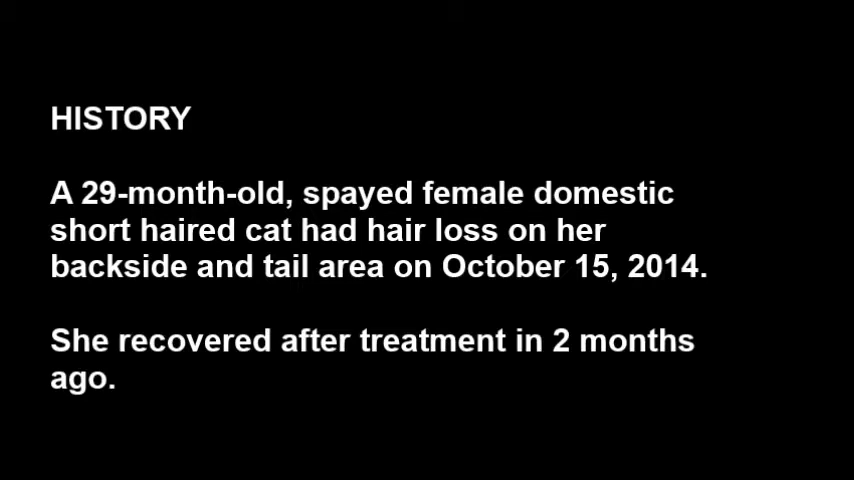 HISTORY
A 29-month-old, spayed female domestic
short haired cat had hair loss on her
backside and tail area on October 15, 2014.
She recovered after treatment in 2 months
ago.